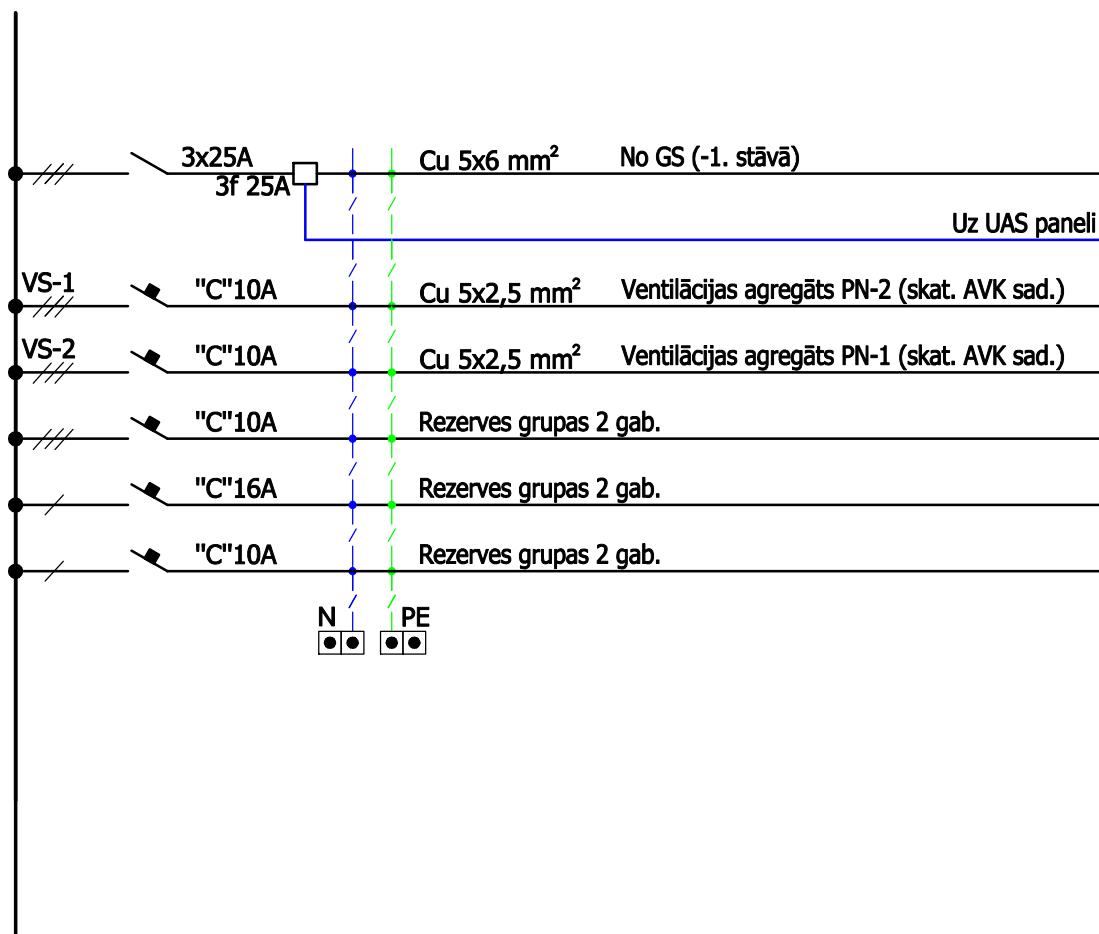 3x25A Cu 5x6 mm² No GS (-1. stāvā)
3f 25A
Uz UAS paneli
VS-1 "C"10A Cu 5x2,5 mm² Ventilācijas agregāts PN-2 (skat. AVK sad.)
VS-2 "C"10A Cu 5x2,5 mm² Ventilācijas agregāts PN-1 (skat. AVK sad.)
"C"10A Rezerves grupas 2 gab.
"C"16A Rezerves grupas 2 gab.
"C"10A Rezerves grupas 2 gab.
N PE